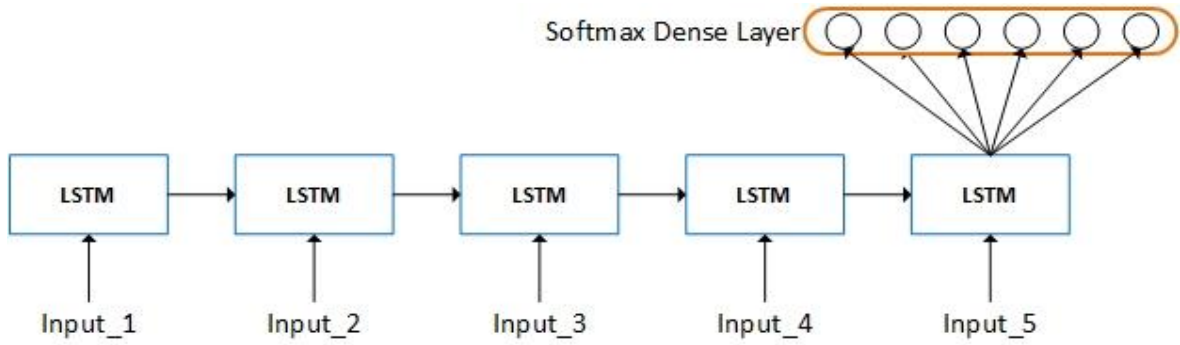 Softmax Dense Layer
LSTM LSTM LSTM LSTM LSTM
Input_1 Input_2 Input_3 Input_4 Input_5